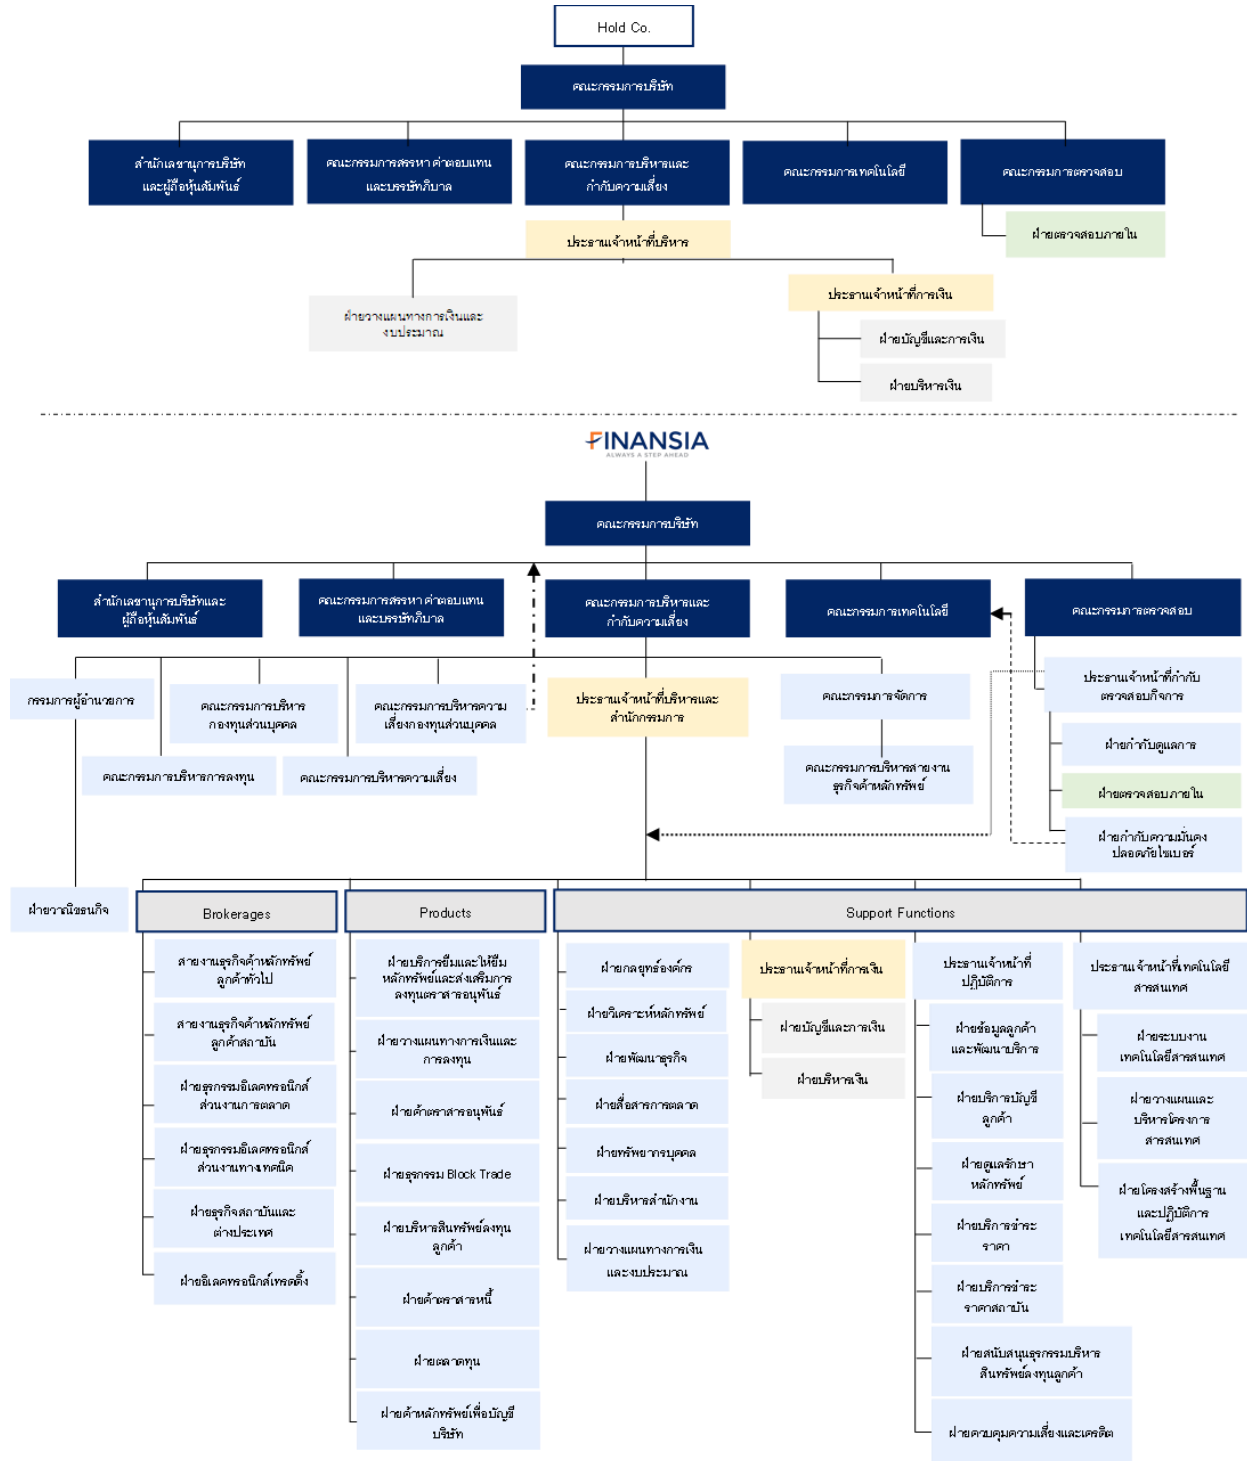 Hold Co.
คณะกรรมการบริษัท
สำนักเลขานุการบริษัท
และผู้ถือหุ้นสัมพันธ์
คณะกรรมการสรรหา ค่าตอบแทน
และบรรษัทภิบาล
คณะกรรมการบริหารและ
กำกับความเสี่ยง
คณะกรรมการเทคโนโลยี
คณะกรรมการตรวจสอบ
ฝ่ายตรวจสอบภายใน
ประธานเจ้าหน้าที่บริหาร
ฝ่ายวางแผนทางการเงินและ
งบประมาณ
ประธานเจ้าหน้าที่การเงิน
ฝ่ายบัญชีและการเงิน
ฝ่ายบริหารเงิน
FINANSIA
ALWAYS A STEP AHEAD
คณะกรรมการบริษัท
สำนักเลขานุการบริษัทและ
ผู้ถือหุ้นสัมพันธ์
คณะกรรมการสรรหา ค่าตอบแทน
และบรรษัทภิบาล
คณะกรรมการบริหารและ
กำกับความเสี่ยง
คณะกรรมการเทคโนโลยี
คณะกรรมการตรวจสอบ
กรรมการผู้อำนวยการ
คณะกรรมการบริหาร
กองทุนส่วนบุคคล
คณะกรรมการบริหารความ
เสี่ยงกองทุนส่วนบุคคล
ประธานเจ้าหน้าที่บริหารและ
สำนักกรรมการ
คณะกรรมการจัดการ
ประธานเจ้าหน้าที่กำกับ
ตรวจสอบกิจการ
คณะกรรมการบริหารการลงทุน
คณะกรรมการบริหารความเสี่ยง
คณะกรรมการบริหารสายงาน
ธุรกิจค้าหลักทรัพย์
ฝ่ายกำกับดูแลการ
ฝ่ายตรวจสอบภายใน
ฝ่ายกำกับความมั่นคง
ปลอดภัยไซเบอร์
ฝ่ายวาณิชธนกิจ
Brokerages
สายงานธุรกิจค้าหลักทรัพย์
ลูกค้าทั่วไป
สายงานธุรกิจค้าหลักทรัพย์
ลูกค้าสถาบัน
ฝ่ายธุรกรรมอิเลคทรอนิกส์
ส่วนงานการตลาด
ฝ่ายธุรกรรมอิเลคทรอนิกส์
ส่วนงานทางเทคนิค
ฝ่ายธุรกิจสถาบันและ
ต่างประเทศ
ฝ่ายอิเลคทรอนิกส์เทรดดิ้ง
Products
ฝ่ายบริการยืมและให้ยืม
หลักทรัพย์และส่งเสริมการ
ลงทุนตราสารอนุพันธ์
ฝ่ายวางแผนทางการเงินและ
การลงทุน
ฝ่ายค้าตราสารอนุพันธ์
ฝ่ายธุรกรรม Block Trade
ฝ่ายบริหารสินทรัพย์ลงทุน
ลูกค้า
ฝ่ายค้าตราสารหนี้
ฝ่ายตลาดทุน
ฝ่ายค้าหลักทรัพย์เพื่อบัญชี
บริษัท
Support Functions
ฝ่ายกลยุทธ์องค์กร
ฝ่ายวิเคราะห์หลักทรัพย์
ฝ่ายพัฒนาธุรกิจ
ฝ่ายสื่อสารการตลาด
ฝ่ายทรัพยากรบุคคล
ฝ่ายบริหารสำนักงาน
ฝ่ายวางแผนทางการเงิน
และงบประมาณ
ประธานเจ้าหน้าที่การเงิน
ฝ่ายบัญชีและการเงิน
ฝ่ายบริหารเงิน
ประธานเจ้าหน้าที่
ปฏิบัติการ
ฝ่ายข้อมูลลูกค้า
และพัฒนาบริการ
ฝ่ายบริการบัญชี
ลูกค้า
ฝ่ายดูแลรักษา
หลักทรัพย์
ฝ่ายบริการชำระ
ราคา
ฝ่ายบริการชำระ
ราคาสถาบัน
ฝ่ายสนับสนุนธุรกรรมบริหาร
สินทรัพย์ลงทุนลูกค้า
ฝ่ายควบคุมความเสี่ยงและเครดิต
ประธานเจ้าหน้าที่เทคโนโลยี
สารสนเทศ
ฝ่ายระบบงาน
เทคโนโลยีสารสนเทศ
ฝ่ายวางแผนและ
บริหารโครงการ
สารสนเทศ
ฝ่ายโครงสร้างพื้นฐาน
และปฏิบัติการ
เทคโนโลยีสารสนเทศ